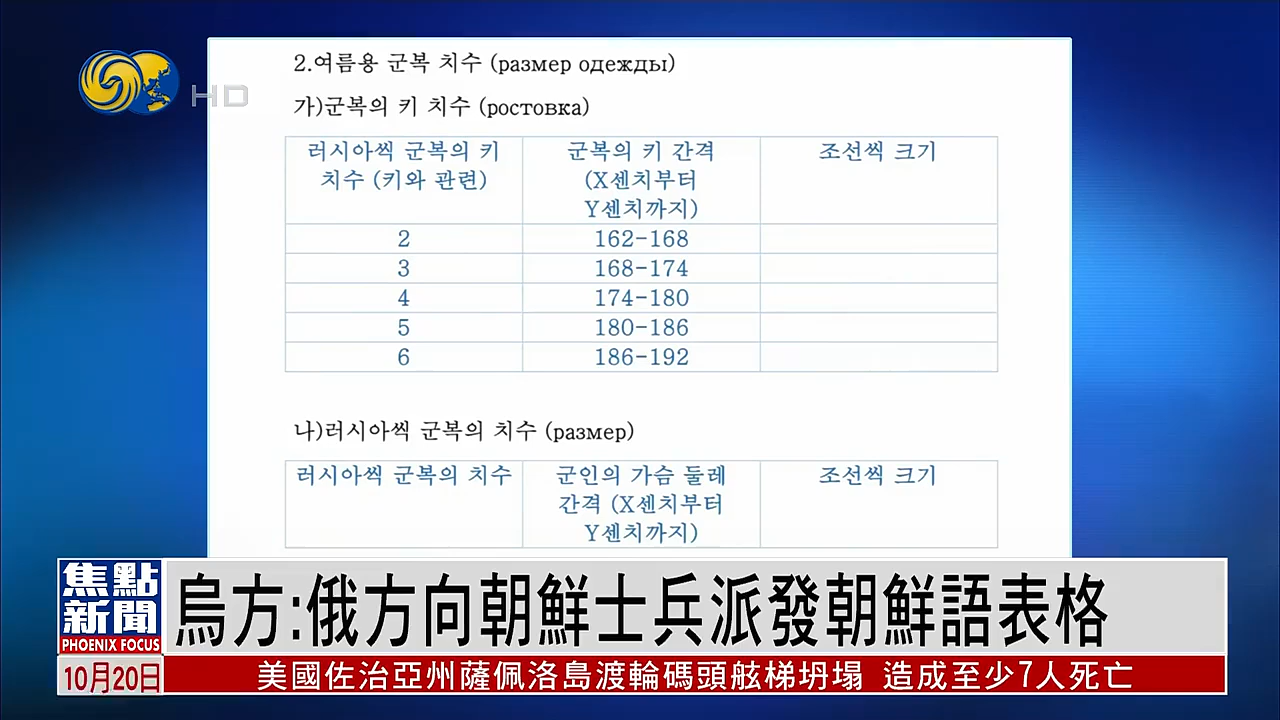 HD
2.여름용 군복 치수 (размер одежды)
가)군복의 키 치수 (ростовка)
러시아씩 군복의 키
치수 (키와 관련)
군복의 키 간격
(X센치부터
Y센치까지)
조선씩 크기
2 162-168
3 168-174
4 174-180
5 180-186
6 186-192
나)러시아씩 군복의 치수 (размер)
러시아씩 군복의 치수
군인의 가슴 둘레
간격 (X센치부터
Y센치까지)
조선씩 크기
焦點
新聞
PHOENIX FOCUS
烏方:俄方向朝鮮士兵派發朝鮮語表格
10月20日
美國佐治亞州薩佩洛島渡輪碼頭舷梯坍塌 造成至少7人死亡